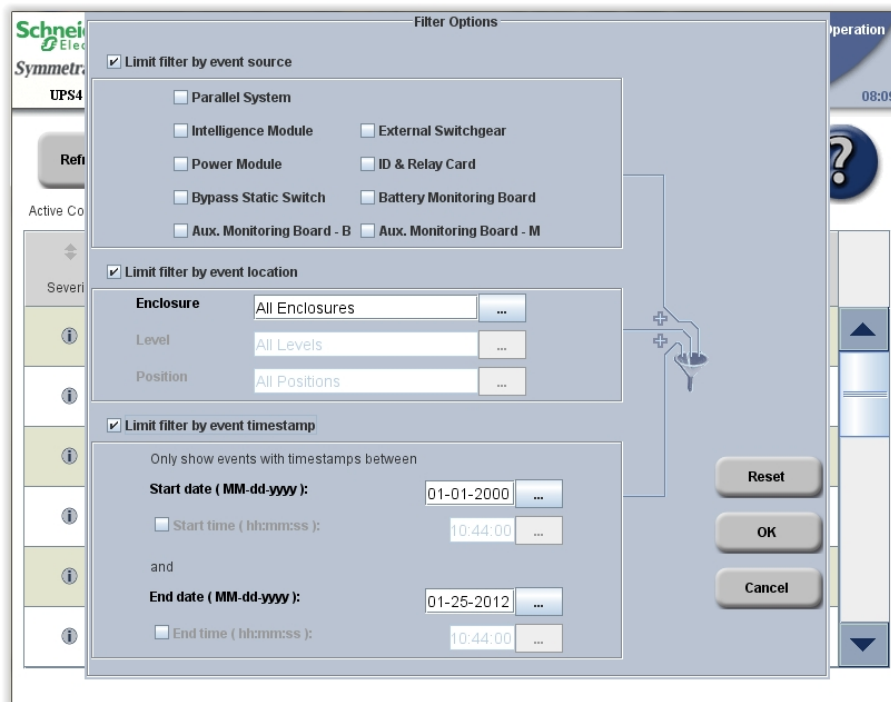 Filter Options
Schnei
Elec
Operation
Symmetra
UPS4
08:09
Limit filter by event source
Parallel System
Intelligence Module
External Switchgear
Power Module
ID & Relay Card
Bypass Static Switch
Battery Monitoring Board
Aux. Monitoring Board - B
Aux. Monitoring Board - M
Refr
?
Active Co
Severi
Limit filter by event location
Enclosure
All Enclosures
...
Level
All Levels
...
Position
All Positions
...
Limit filter by event timestamp
Only show events with timestamps between
Start date ( MM-dd-yyyy ):
01-01-2000
...
Start time ( hh:mm:ss ):
10:44:00
...
and
End date ( MM-dd-yyyy ):
01-25-2012
...
End time ( hh:mm:ss ):
10:44:00
...
Reset
OK
Cancel